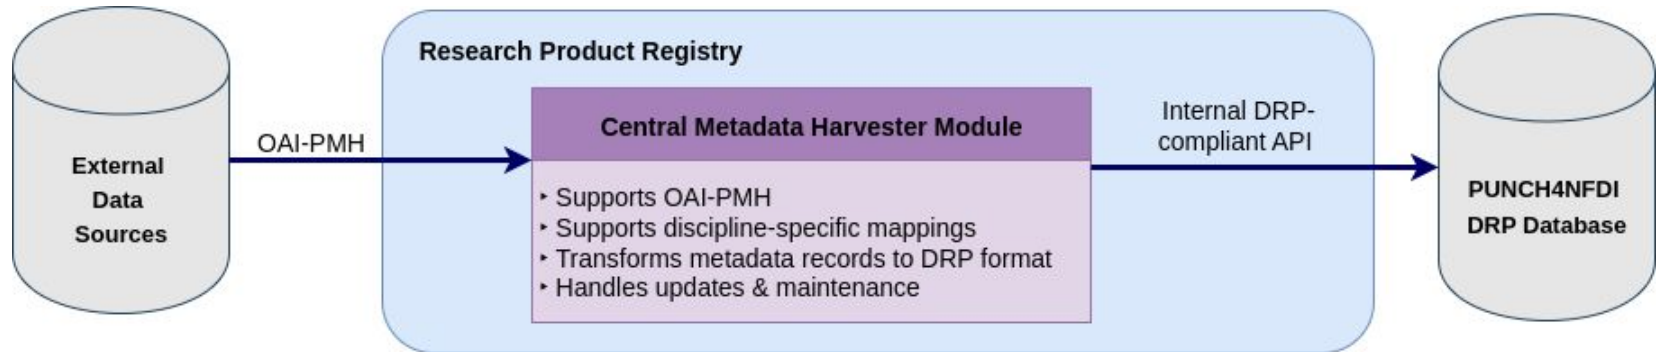 Research Product Registry
External
Data
Sources
OAI-PMH
Central Metadata Harvester Module
‣ Supports OAI-PMH
‣ Supports discipline-specific mappings
‣ Transforms metadata records to DRP format
‣ Handles updates & maintenance
Internal DRP-
compliant API
PUNCH4NFDI
DRP Database